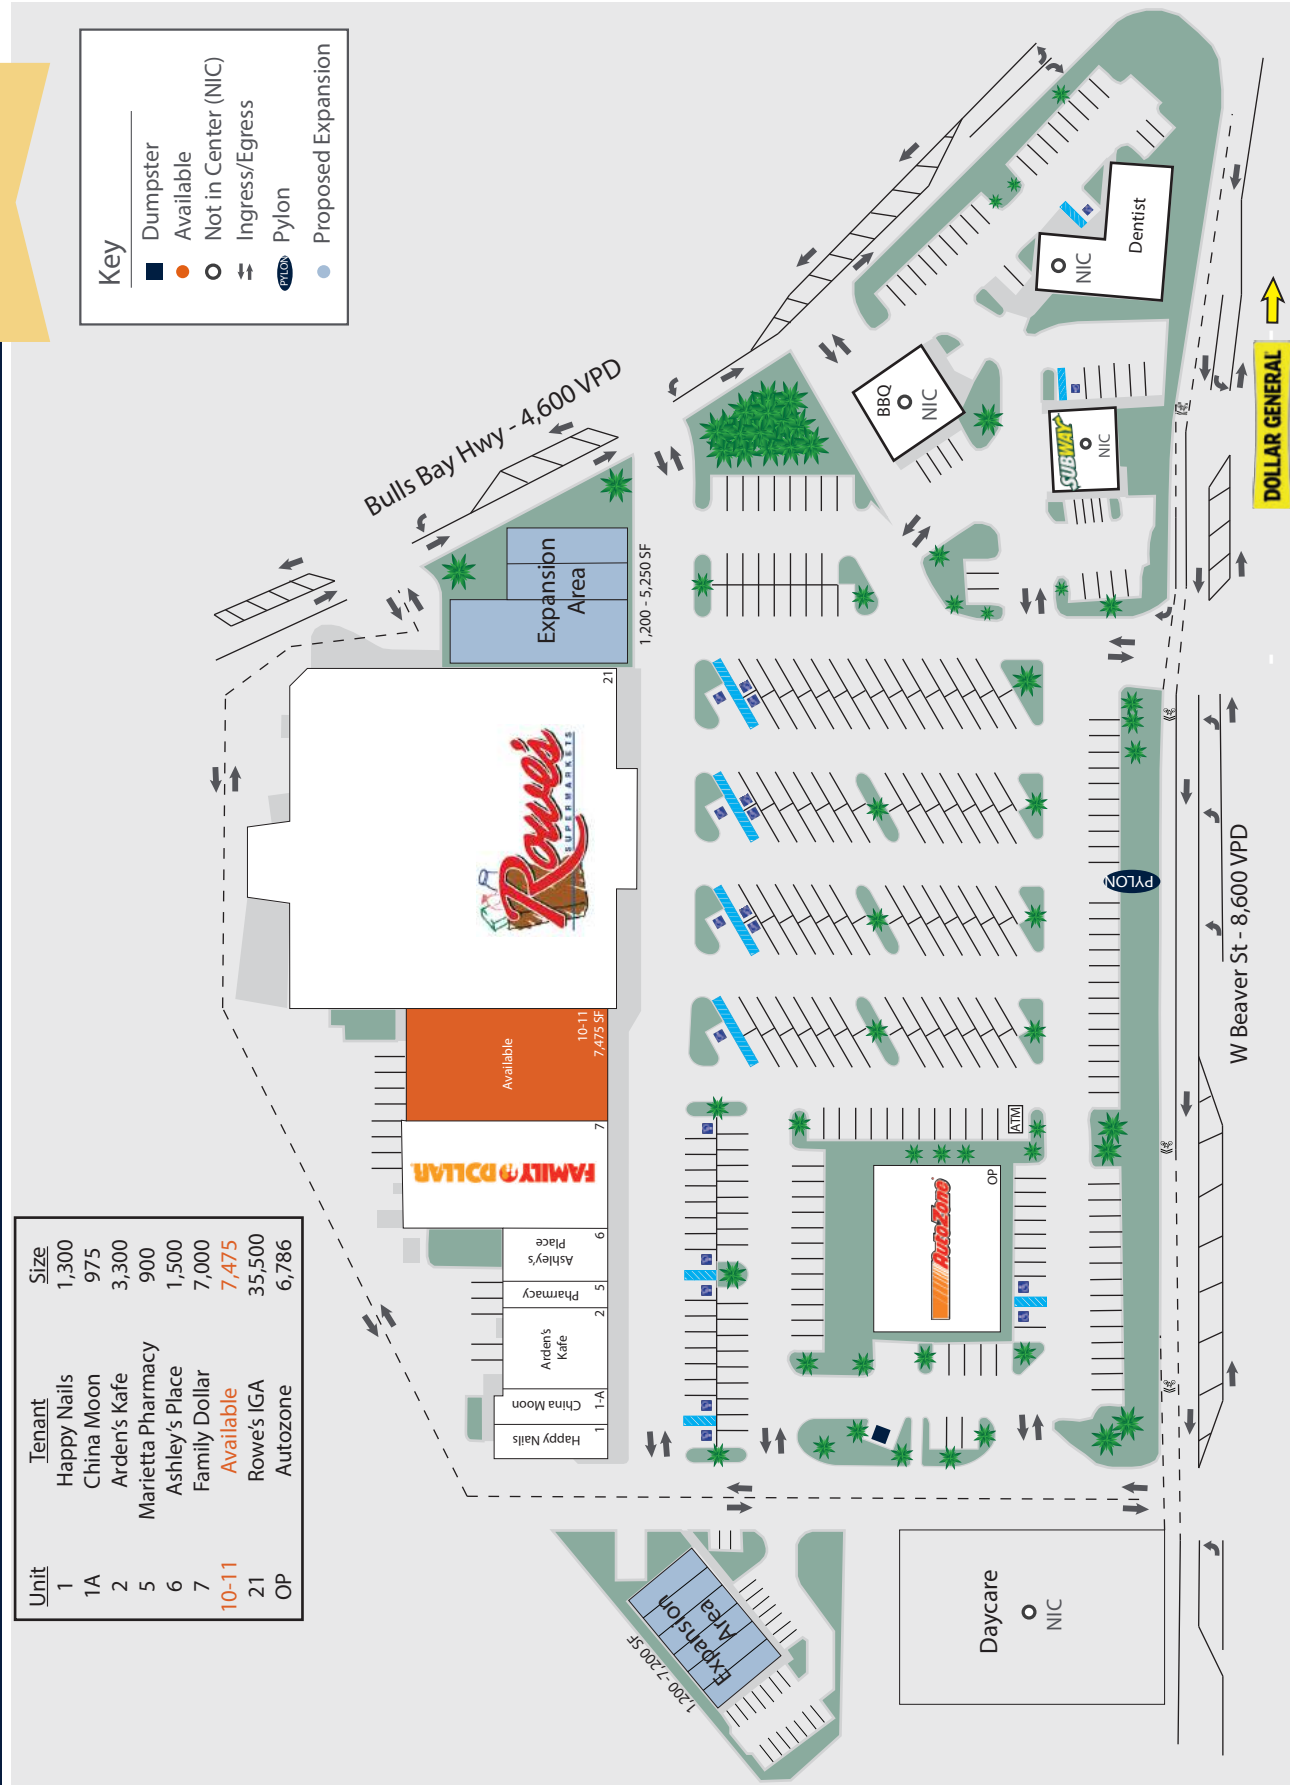 Key
Dumpster
Available
Not in Center (NIC)
Ingress/Egress
PYLON Pylon
Proposed Expansion
Unit Tenant Size
1 Happy Nails 1,300
1A China Moon 975
2 Arden's Kafe 3,300
5 Marietta Pharmacy 900
6 Ashley's Place 1,500
7 Family Dollar 7,000
10-11 Available 7,475
21 Rowe's IGA 35,500
OP Autozone 6,786
Bulls Bay Hwy - 4,600 VPD
Expansion
Area
1,200 - 5,250 SF
21
Rowe's
SUPERMARKETS
Available
10-11
7,475 SF
7
FAMILY DOLLAR
6
Ashley's
Place
5
Pharmacy
2
Arden's
Kafe
1-A
China Moon
1
Happy Nails
Expansion
Area
1,200 - 7,200 SF
Daycare
NIC
AutoZone
OP
ATM
PYLON
W Beaver St - 8,600 VPD
BBQ
NIC
SUBWAY
NIC
Dentist
NIC
DOLLAR GENERAL